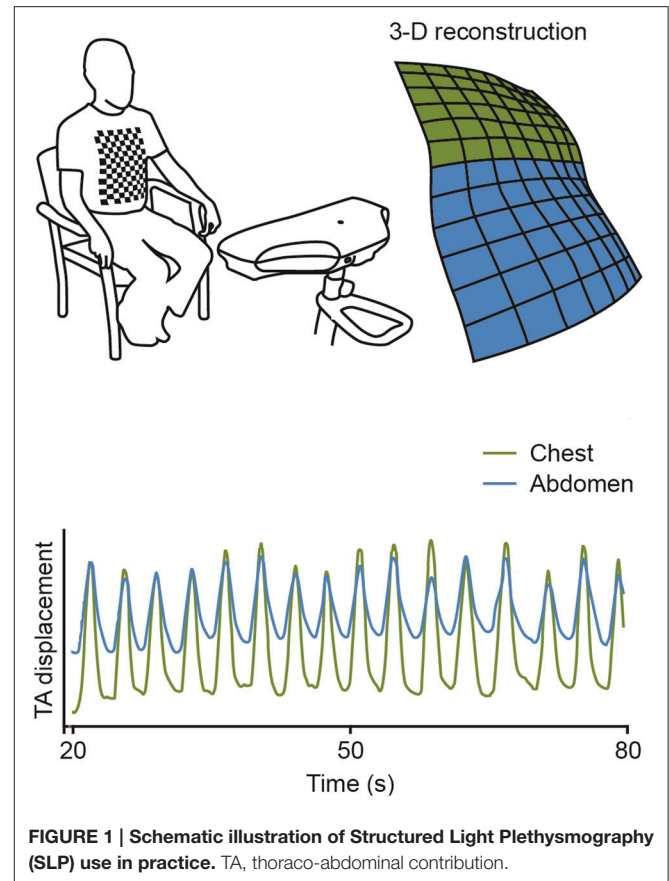 3-D reconstruction
Chest
Abdomen
TA displacement
20
50
80
Time (s)
FIGURE 1 | Schematic illustration of Structured Light Plethysmography
(SLP) use in practice. TA, thoraco-abdominal contribution.